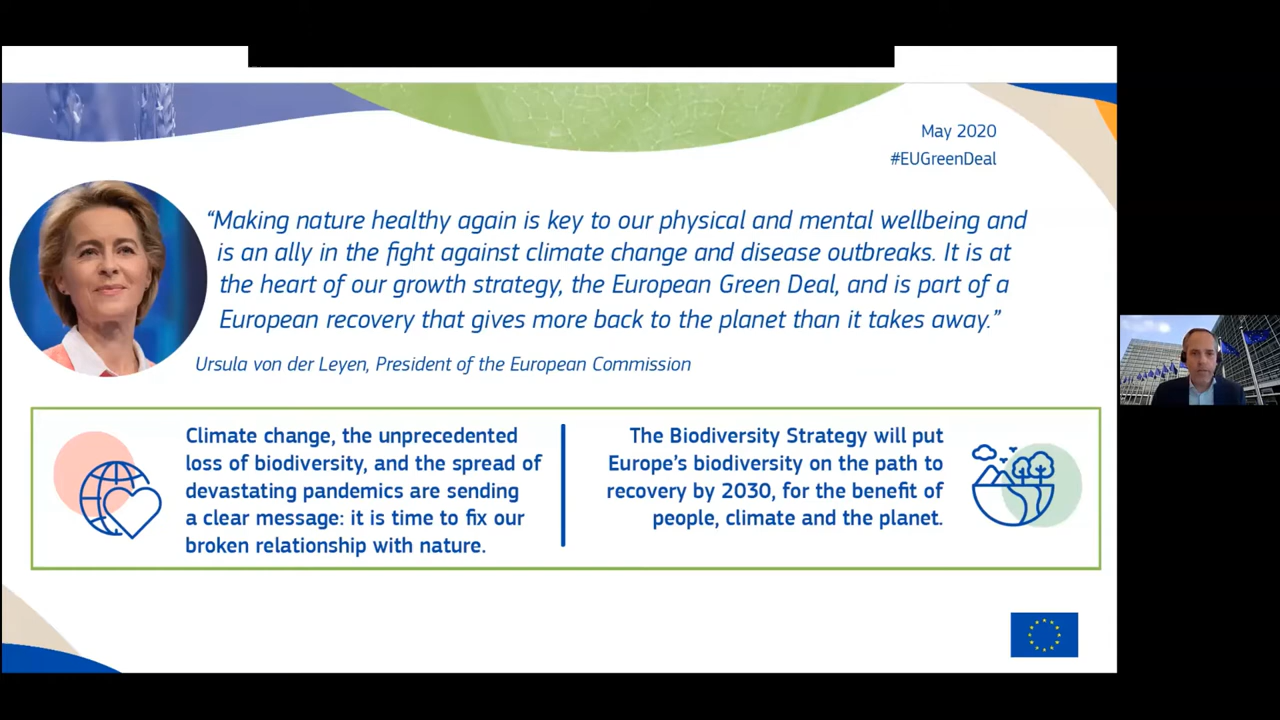 May 2020
#EUGreenDeal
“Making nature healthy again is key to our physical and mental wellbeing and
is an ally in the fight against climate change and disease outbreaks. It is at
the heart of our growth strategy, the European Green Deal, and is part of a
European recovery that gives more back to the planet than it takes away.”
Ursula von der Leyen, President of the European Commission
Climate change, the unprecedented
loss of biodiversity, and the spread of
devastating pandemics are sending
a clear message: it is time to fix our
broken relationship with nature.
The Biodiversity Strategy will put
Europe’s biodiversity on the path to
recovery by 2030, for the benefit of
people, climate and the planet.